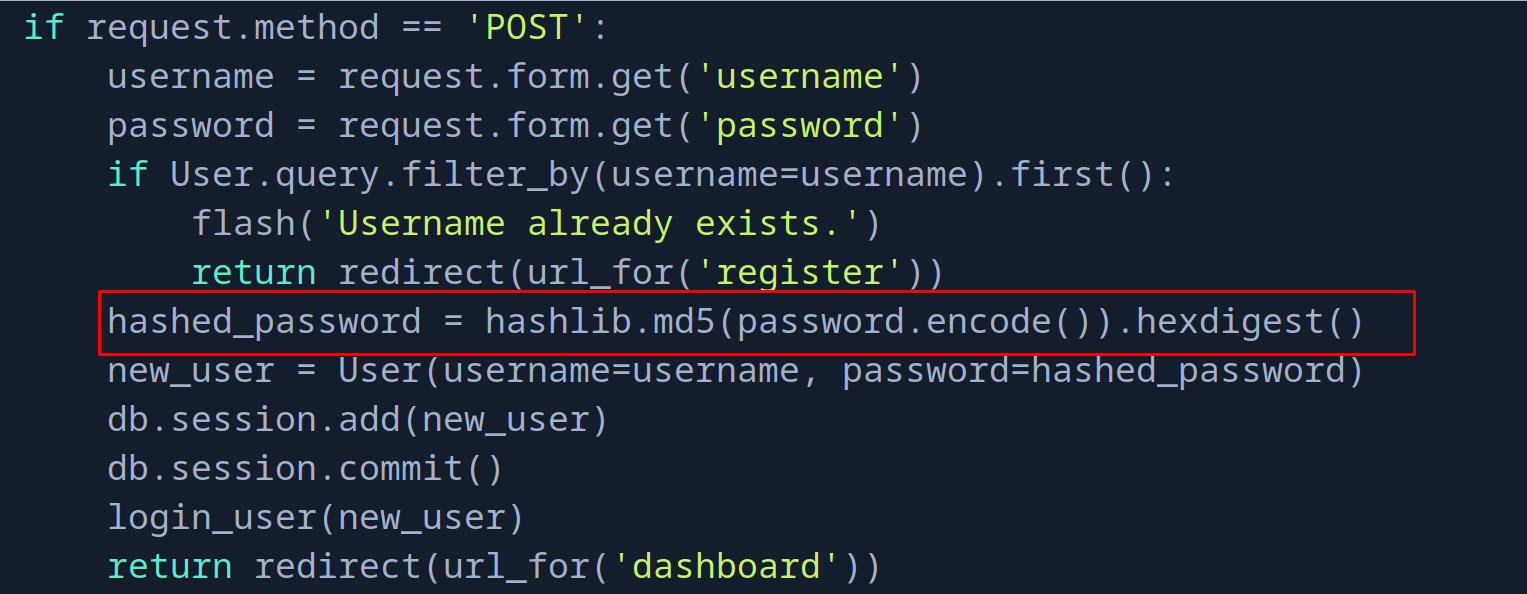 if request.method == 'POST':
    username = request.form.get('username')
    password = request.form.get('password')
    if User.query.filter_by(username=username).first():
        flash('Username already exists.')
        return redirect(url_for('register'))
    hashed_password = hashlib.md5(password.encode()).hexdigest()
    new_user = User(username=username, password=hashed_password)
    db.session.add(new_user)
    db.session.commit()
    login_user(new_user)
    return redirect(url_for('dashboard'))